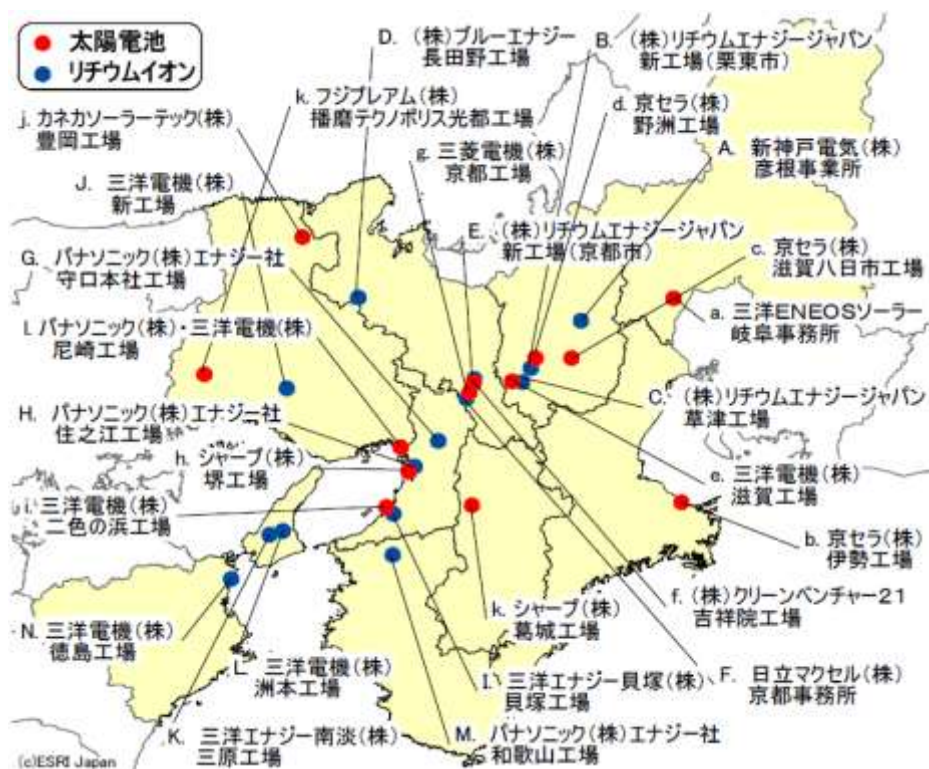 太陽電池
リチウムイオン
D. (株)ブルーエナジー
長田野工場
B. (株)リチウムエナジージャパン
新工場(栗東市)
j. カネカソーラーテック(株)
豊岡工場
k. フジプレアム(株)
播磨テクノポリス光都工場
d. 京セラ(株)
野洲工場
g. 三菱電機(株)
京都工場
A. 新神戸電気(株)
彦根事業所
J. 三洋電機(株)
新工場
E. (株)リチウムエナジージャパン
新工場(京都市)
c. 京セラ(株)
滋賀八日市工場
G. パナソニック(株)エナジー社
守口本社工場
a. 三洋ENEOSソーラー
岐阜事務所
I. パナソニック(株)・三洋電機(株)
尼崎工場
C. (株)リチウムエナジージャパン
草津工場
H. パナソニック(株)エナジー社
住之江工場
h. シャープ(株)
堺工場
e. 三洋電機(株)
滋賀工場
i. 三洋電機(株)
二色の浜工場
b. 京セラ(株)
伊勢工場
f. (株)クリーンベンチャー21
吉祥院工場
k. シャープ(株)
葛城工場
N. 三洋電機(株)
徳島工場
L. 三洋電機(株)
洲本工場
I. 三洋エナジー貝塚(株)
貝塚工場
F. 日立マクセル(株)
京都事務所
K. 三洋エナジー南淡(株)
三原工場
M. パナソニック(株)エナジー社
和歌山工場
(c)ESRI Japan